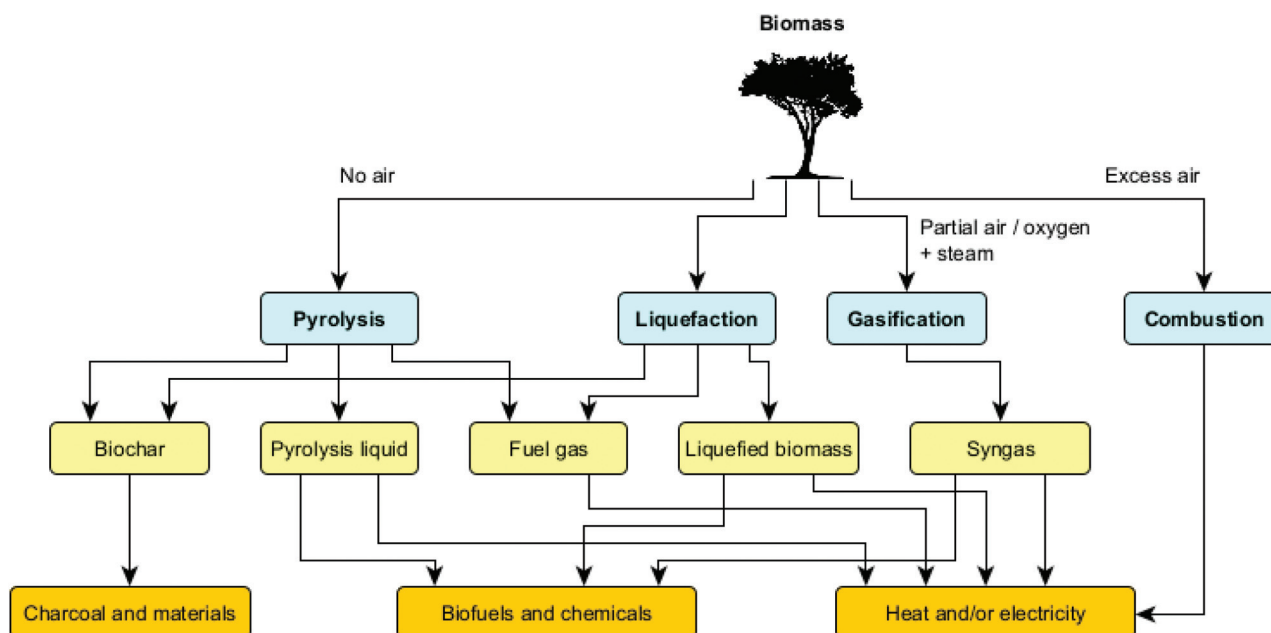 Biomass
No air
Excess air
Partial air / oxygen
+ steam
Pyrolysis
Liquefaction
Gasification
Combustion
Biochar
Pyrolysis liquid
Fuel gas
Liquefied biomass
Syngas
Charcoal and materials
Biofuels and chemicals
Heat and/or electricity